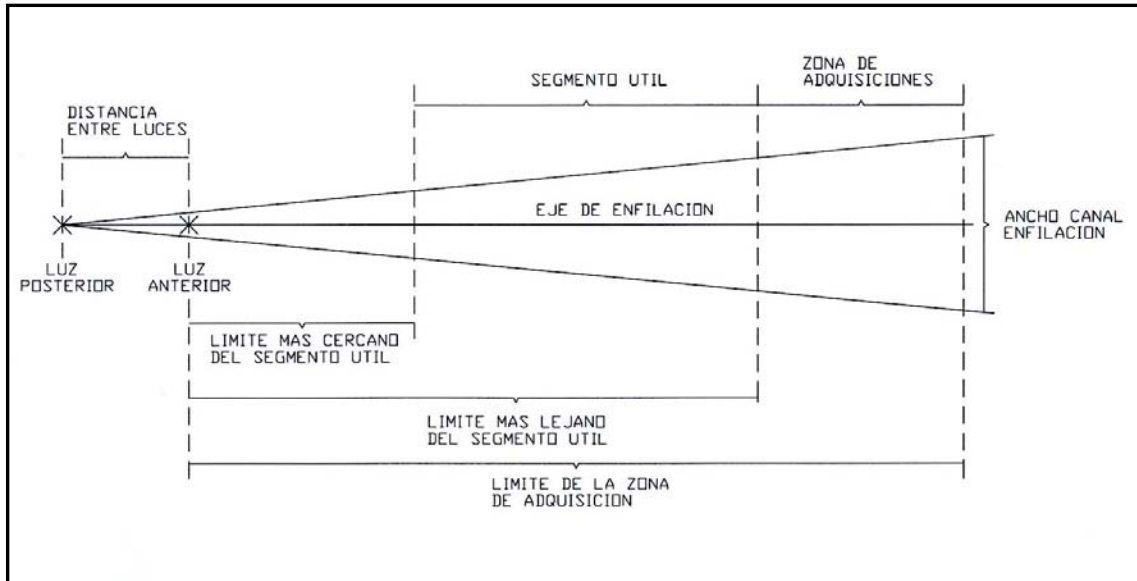 ZONA DE
ADQUISICIONES
SEGMENTO UTIL
DISTANCIA
ENTRE LUCES
EJE DE ENFILACION
ANCHO CANAL
ENFILACION
LUZ
POSTERIOR
LUZ
ANTERIOR
LIMITE MAS CERCANO
DEL SEGMENTO UTIL
LIMITE MAS LEJANO
DEL SEGMENTO UTIL
LIMITE DE LA ZONA
DE ADQUISICION